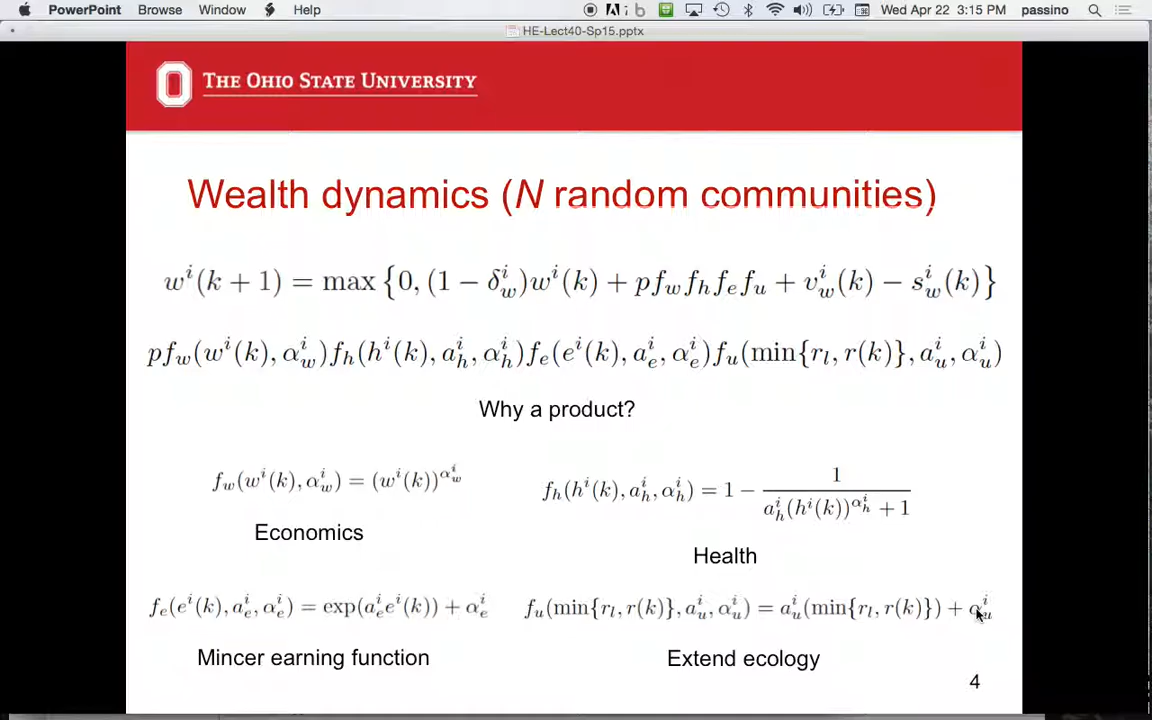 PowerPoint Browse Window Help Wed Apr 22 3:15 PM passino
HE-Lect40-Sp15.pptx
THE OHIO STATE UNIVERSITY
Wealth dynamics (N random communities)
w^i(k + 1) = max {0, (1 − δ_w^i)w^i(k) + pf_w f_h f_e f_u + v_w^i(k) − s_w^i(k)}
pf_w(w^i(k), α_w^i)f_h(h^i(k), a_h^i, α_h^i)f_e(e^i(k), a_e^i, α_e^i)f_u(min{r_l, r(k)}, a_u^i, α_u^i)
Why a product?
f_w(w^i(k), α_w^i) = (w^i(k))^{α_w^i}
Economics
f_h(h^i(k), a_h^i, α_h^i) = 1 − \frac{1}{a_h^i(h^i(k))^{α_h^i} + 1}
Health
f_e(e^i(k), a_e^i, α_e^i) = exp(a_e^i e^i(k)) + α_e^i
Mincer earning function
f_u(min{r_l, r(k)}, a_u^i, α_u^i) = a_u^i(min{r_l, r(k)}) + α_u^i
Extend ecology
4